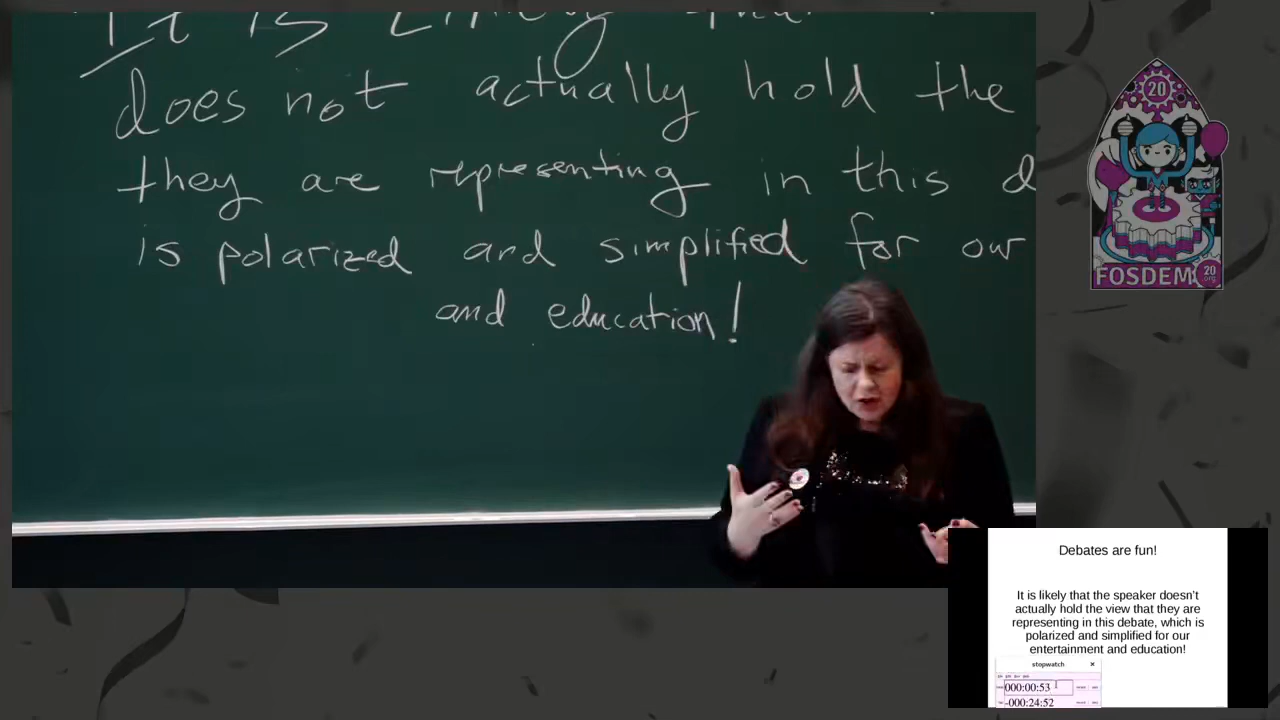 does not actually hold the
they are representing in this d
is polarized and simplified for our
and education!
20
FOSDEM 20
.org
Debates are fun!
It is likely that the speaker doesn't
actually hold the view that they are
representing in this debate, which is
polarized and simplified for our
entertainment and education!
stopwatch
000:00:53
-000:24:52